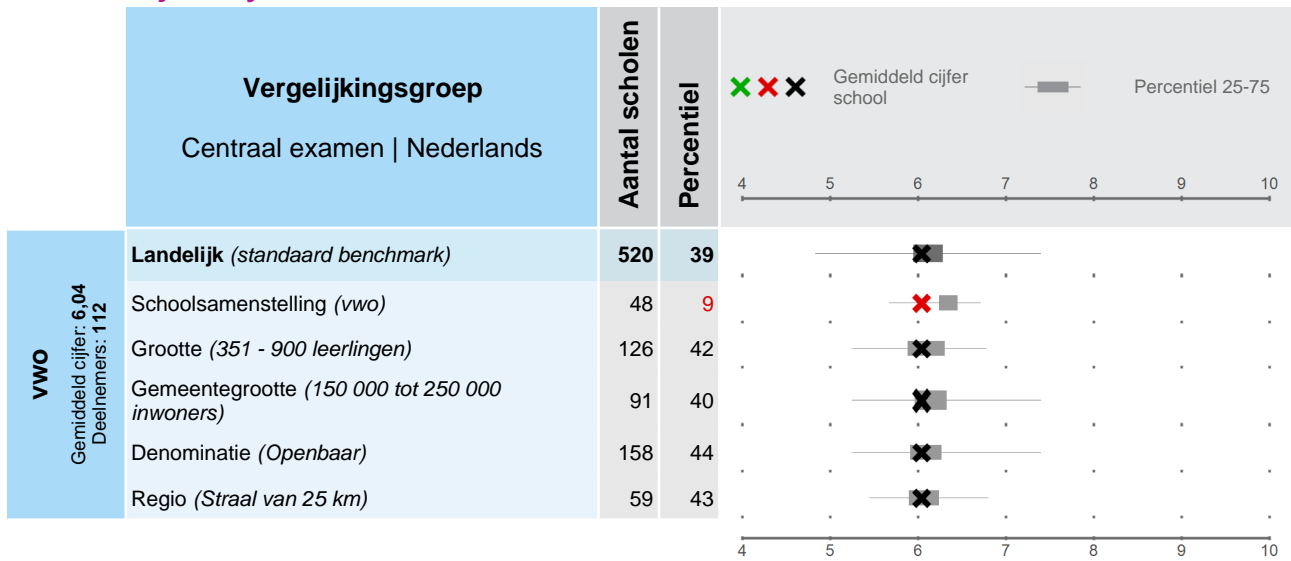 Vergelijkingsgroep
Centraal examen | Nederlands
Aantal scholen
Percentiel
Gemiddeld cijfer
school
Percentiel 25-75
4 5 6 7 8 9 10
vwo
Gemiddeld cijfer: 6,04
Deelnemers: 112
Landelijk (standaard benchmark) 520 39
Schoolsamenstelling (vwo) 48 9
Grootte (351 - 900 leerlingen) 126 42
Gemeentegrootte (150 000 tot 250 000
inwoners) 91 40
Denominatie (Openbaar) 158 44
Regio (Straal van 25 km) 59 43
4 5 6 7 8 9 10